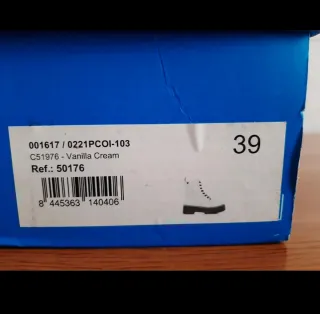 001617 / 0221PCOI-103
39
C51976 - Vanilla Cream
Ref.: 50176
8 445363 140406